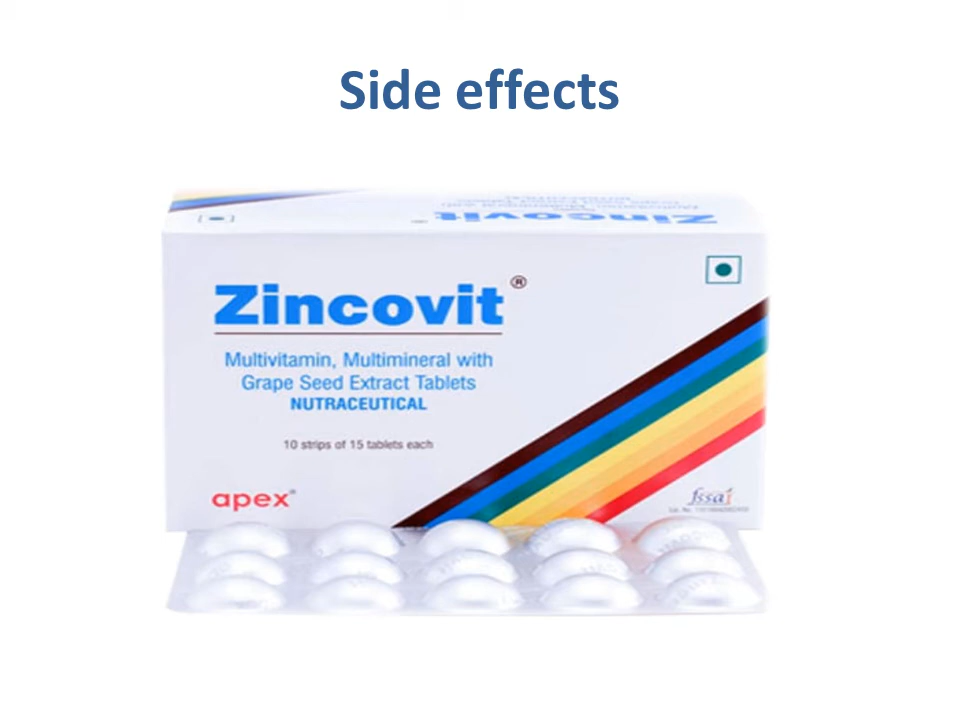 Side effects
Zincovit
Zincovit®
Multivitamin, Multimineral with
Grape Seed Extract Tablets
NUTRACEUTICAL
10 strips of 15 tablets each
apex®
fssai